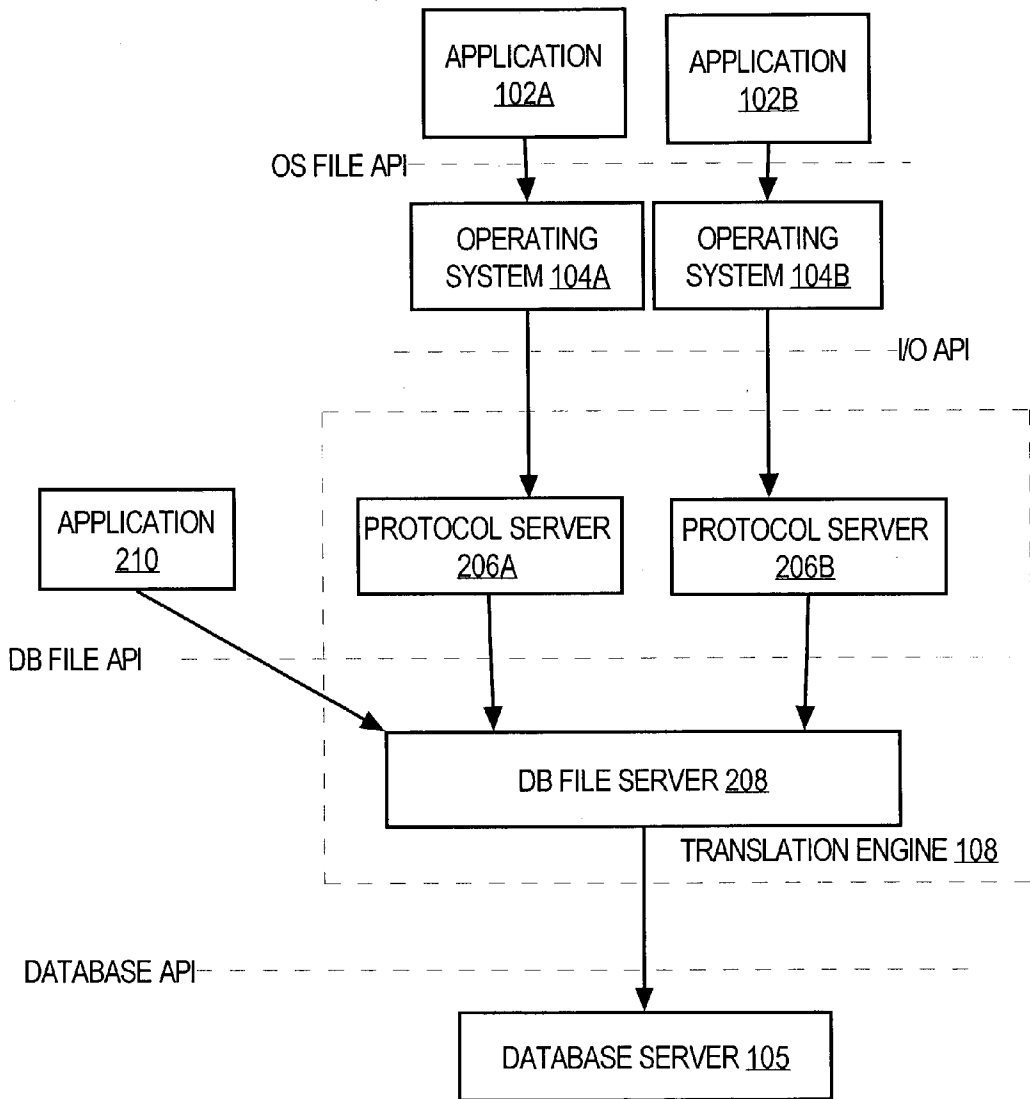 APPLICATION
102A
APPLICATION
102B
OS FILE API
OPERATING
SYSTEM 104A
OPERATING
SYSTEM 104B
I/O API
APPLICATION
210
PROTOCOL SERVER
206A
PROTOCOL SERVER
206B
DB FILE API
DB FILE SERVER 208
TRANSLATION ENGINE 108
DATABASE API
DATABASE SERVER 105